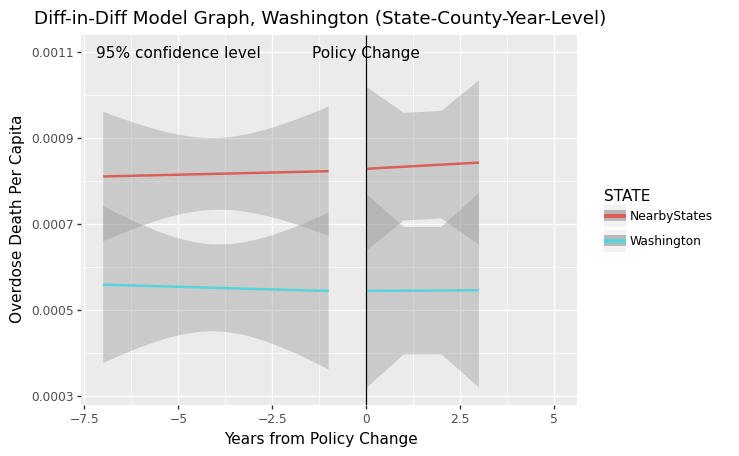 Diff-in-Diff Model Graph, Washington (State-County-Year-Level)
95% confidence level
Policy Change
Overdose Death Per Capita
0.0011
0.0009
0.0007
0.0005
0.0003
−7.5
−5
−2.5
0
2.5
5
Years from Policy Change
STATE
NearbyStates
Washington